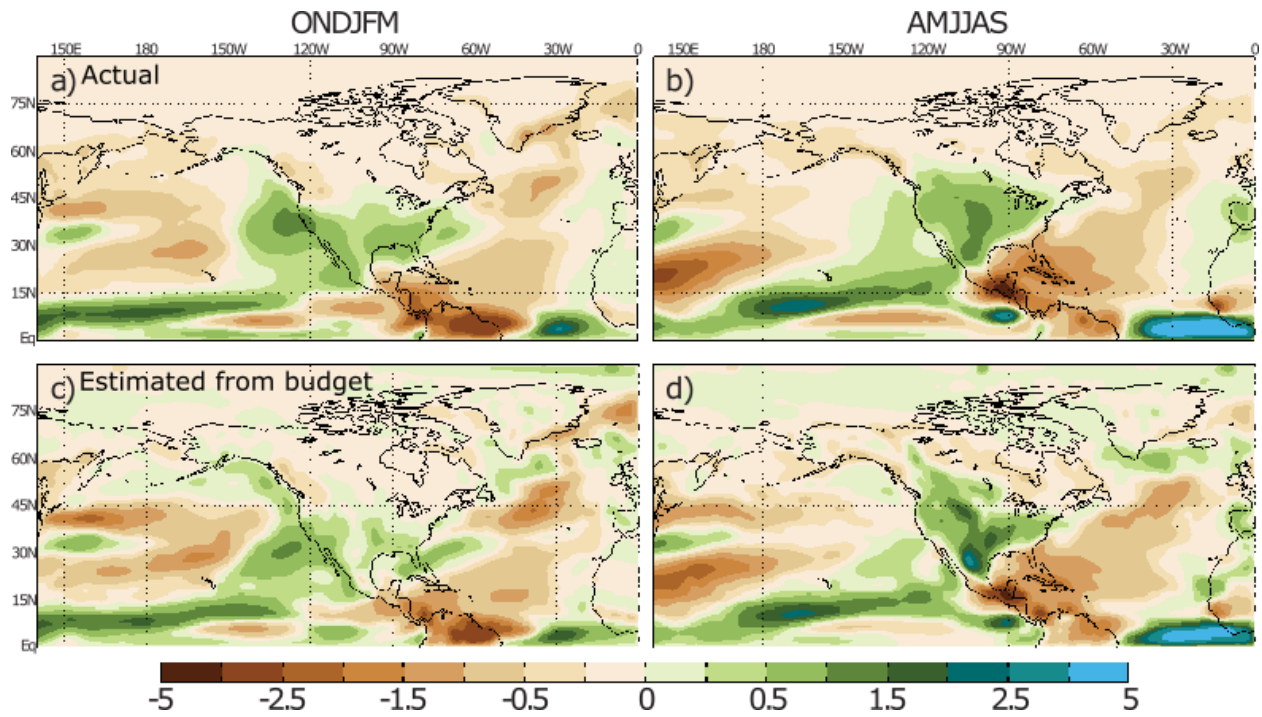 ONDJFM AMJJAS
150E 180 150W 120W 90W 60W 30W 0 150E 180 120W 90W 60W 30W 0
a) Actual b)
75N
60N
45N
30N
15N
Eq
c) Estimated from budget d)
75N
60N
45N
30N
15N
Eq
-5 -2.5 -1.5 -0.5 0 0.5 1.5 2.5 5